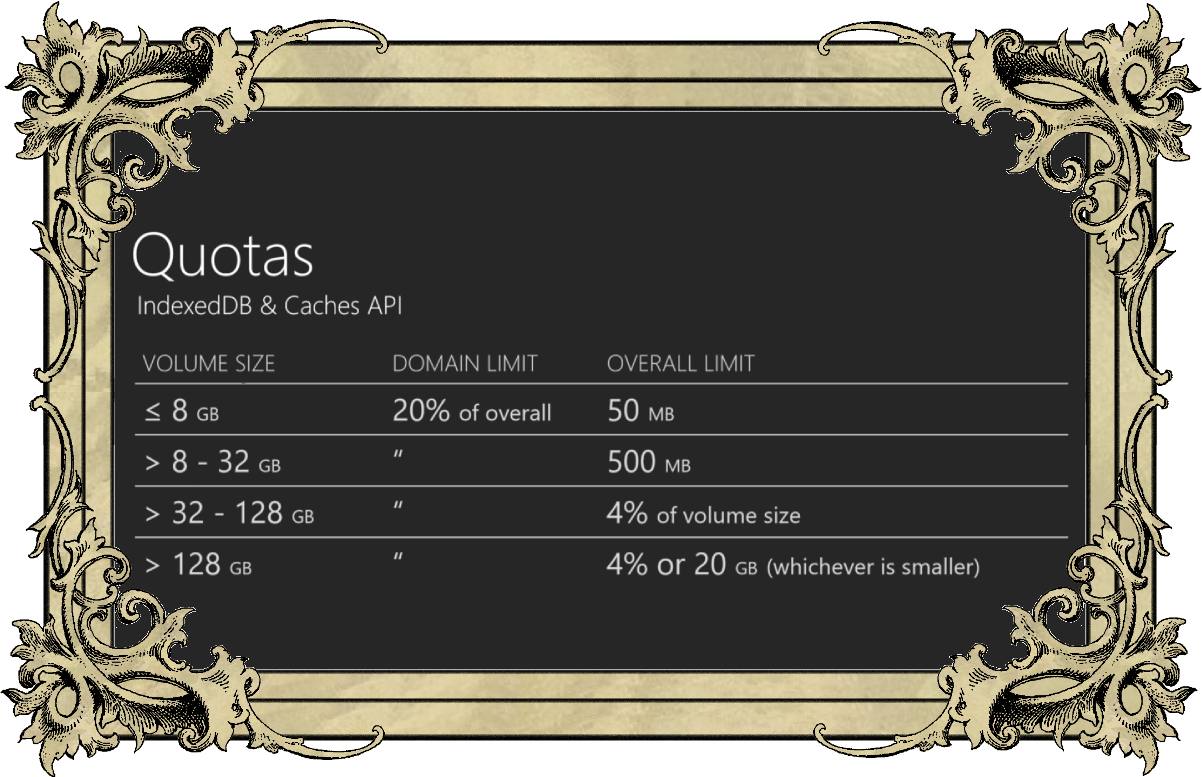 Quotas
IndexedDB & Caches API
VOLUME SIZE DOMAIN LIMIT OVERALL LIMIT
≤ 8 GB 20% of overall 50 MB
> 8 - 32 GB “ 500 MB
> 32 - 128 GB “ 4% of volume size
> 128 GB “ 4% or 20 GB (whichever is smaller)